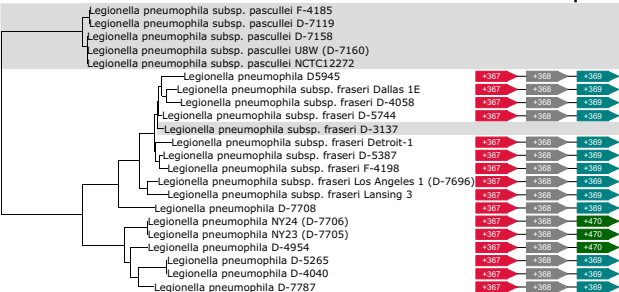 Legionella pneumophila subsp. pascullei F-4185
Legionella pneumophila subsp. pascullei D-7119
Legionella pneumophila subsp. pascullei D-7158
Legionella pneumophila subsp. pascullei U8W (D-7160)
Legionella pneumophila subsp. pascullei NCTC12272
Legionella pneumophila D5945 +367 +368 +369
Legionella pneumophila subsp. fraseri Dallas 1E +367 +368 +369
Legionella pneumophila subsp. fraseri D-4058 +367 +368 +369
Legionella pneumophila subsp. fraseri D-5744 +367 +368 +369
Legionella pneumophila subsp. fraseri D-3137
Legionella pneumophila subsp. fraseri Detroit-1 +367 +368 +369
Legionella pneumophila subsp. fraseri D-5387 +367 +368 +369
Legionella pneumophila subsp. fraseri F-4198 +367 +368 +369
Legionella pneumophila subsp. fraseri Los Angeles 1 (D-7696) +367 +368 +369
Legionella pneumophila subsp. fraseri Lansing 3 +367 +368 +369
Legionella pneumophila D-7708 +367 +368 +369
Legionella pneumophila NY24 (D-7706) +367 +368 +470
Legionella pneumophila NY23 (D-7705) +367 +368 +470
Legionella pneumophila D-4954 +367 +368 +470
Legionella pneumophila D-5265 +367 +368 +369
Legionella pneumophila D-4040 +367 +368 +369
Legionella pneumophila D-7787 +367 +368 +369